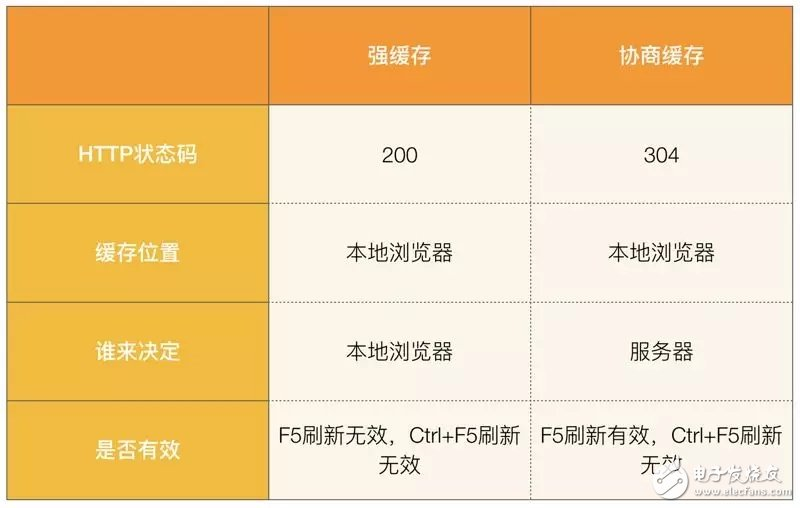 强缓存 协商缓存
HTTP状态码 200 304
缓存位置 本地浏览器 本地浏览器
谁来决定 本地浏览器 服务器
是否有效 F5刷新无效，Ctrl+F5刷新 F5刷新有效，Ctrl+F5刷新
无效 无效
电子发烧友
www.elecfans.com